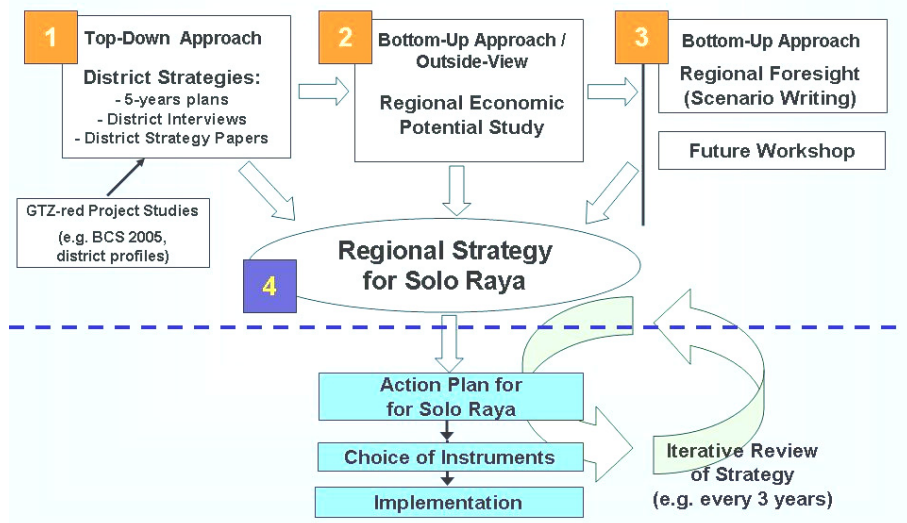 1
Top-Down Approach
District Strategies:
- 5-years plans
- District Interviews
- District Strategy Papers
2
Bottom-Up Approach /
Outside-View
Regional Economic
Potential Study
3
Bottom-Up Approach
Regional Foresight
(Scenario Writing)
Future Workshop
GTZ-red Project Studies
(e.g. BCS 2005,
district profiles)
Regional Strategy
for Solo Raya
4
Action Plan for
for Solo Raya
Choice of Instruments
Implementation
Iterative Review
of Strategy
(e.g. every 3 years)